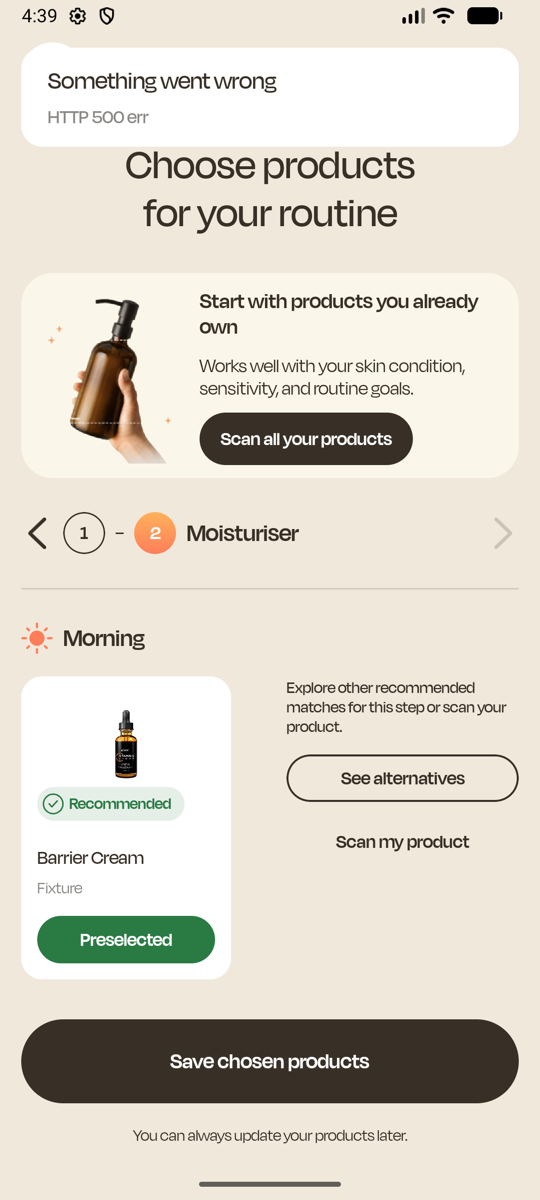 4:39
Something went wrong
HTTP 500 err
Choose products
for your routine
Start with products you already
own
Works well with your skin condition,
sensitivity, and routine goals.
Scan all your products
1 – 2 Moisturiser
Morning
Explore other recommended
matches for this step or scan your
product.
See alternatives
Scan my product
Recommended
Barrier Cream
Fixture
Preselected
Save chosen products
You can always update your products later.